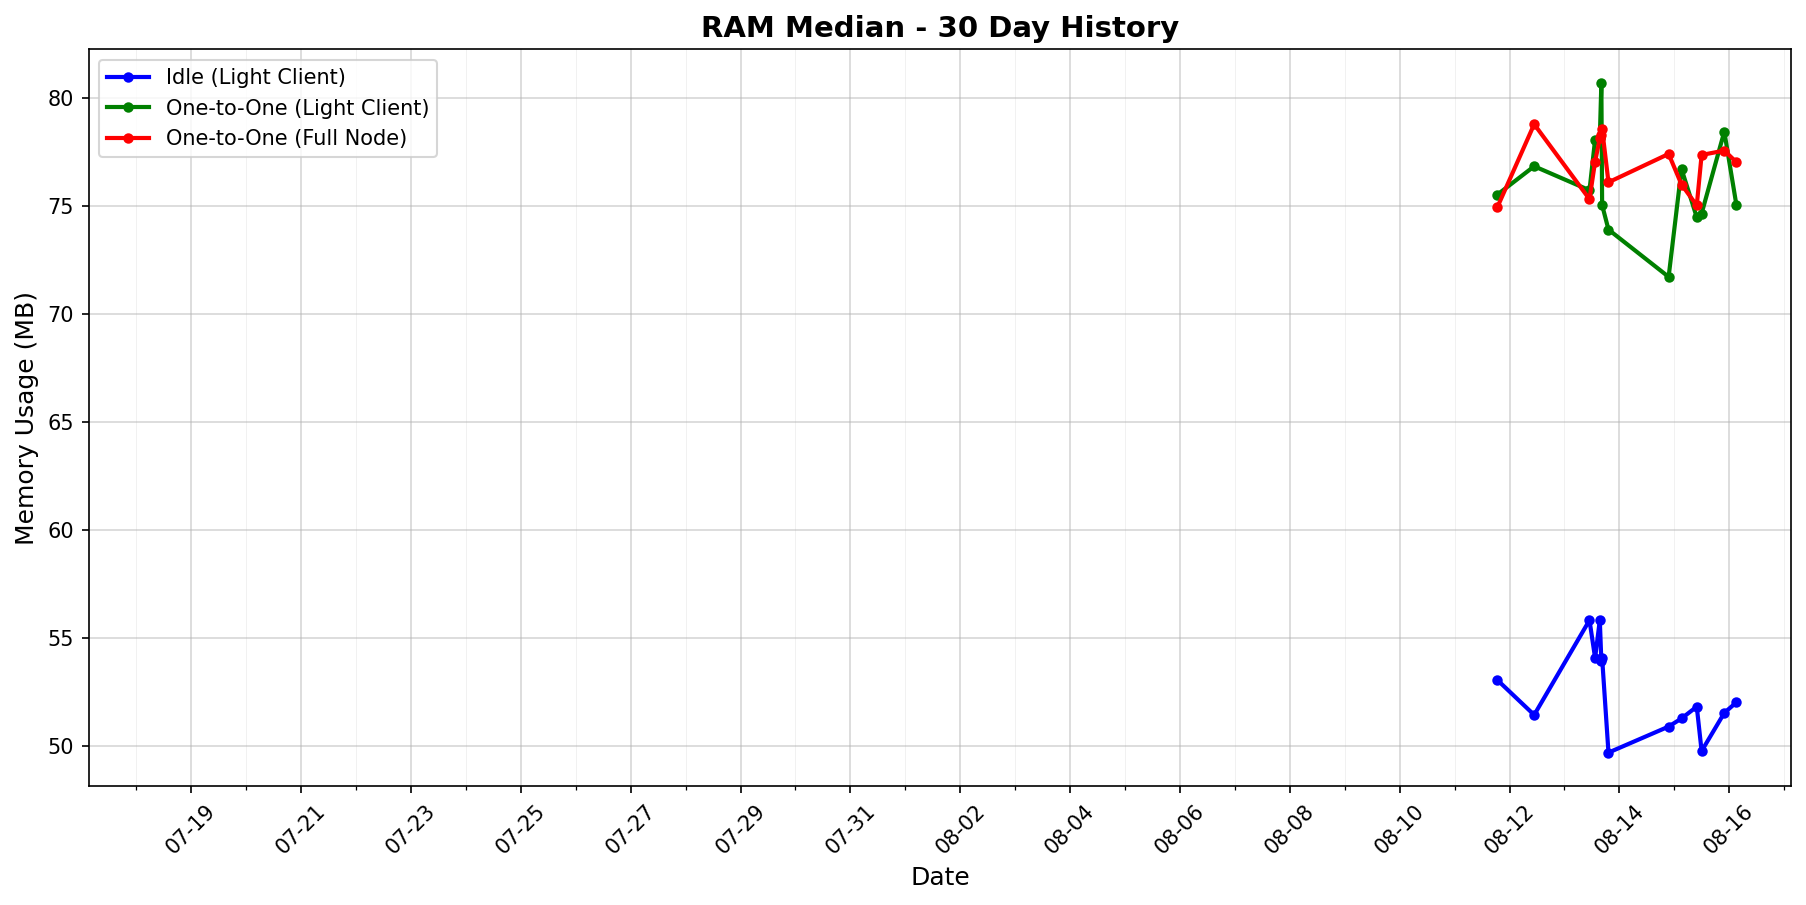 RAM Median - 30 Day History
Idle (Light Client)
One-to-One (Light Client)
One-to-One (Full Node)
Memory Usage (MB)
80
75
70
65
60
55
50
07-19 07-21 07-23 07-25 07-27 07-29 07-31 08-02 08-04 08-06 08-08 08-10 08-12 08-14 08-16
Date